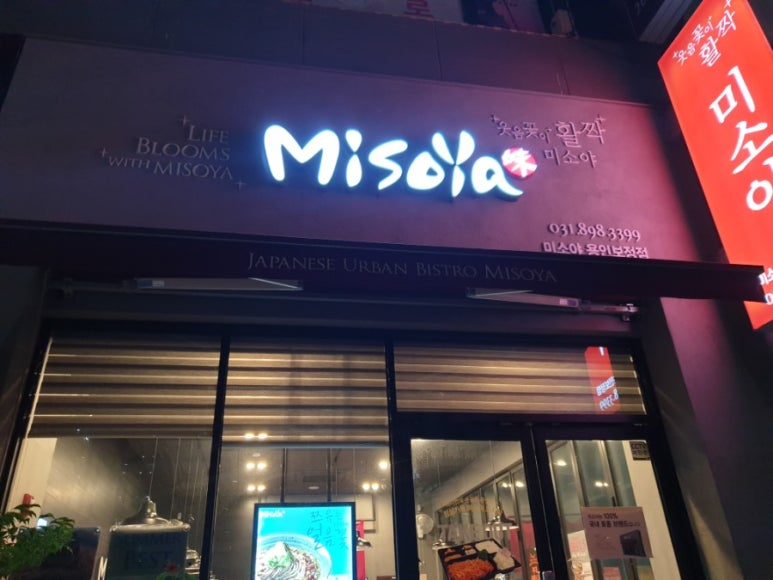 LIFE
BLOOMS
WITH MISOYA
MisoYa
味
웃음꽃이 활짝
미소야
031.898.3399
미소야 용인보정점
JAPANESE URBAN BISTRO MISOYA
웃음꽃이
활짝
미소야
100%